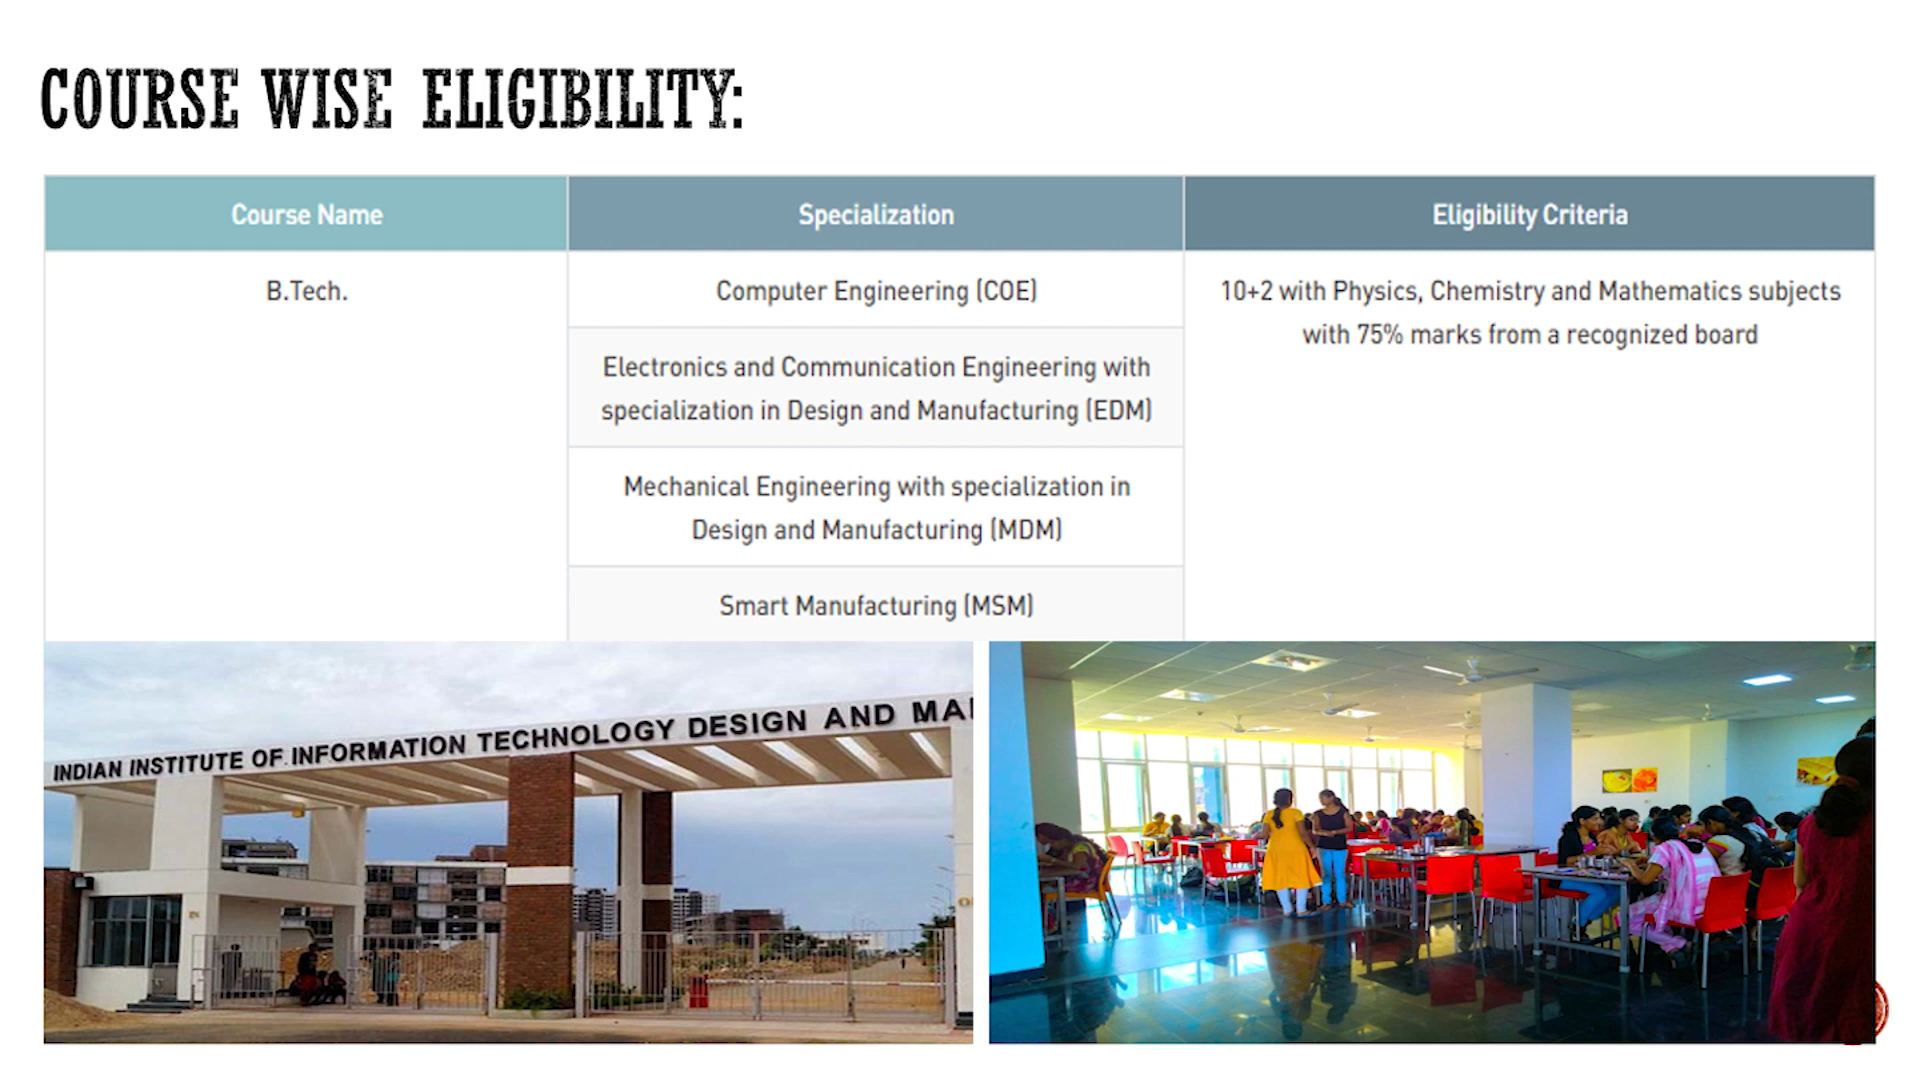 COURSE WISE ELIGIBILITY:
Course Name
Specialization
Eligibility Criteria
B.Tech.
Computer Engineering (COE)
10+2 with Physics, Chemistry and Mathematics subjects
with 75% marks from a recognized board
Electronics and Communication Engineering with
specialization in Design and Manufacturing (EDM)
Mechanical Engineering with specialization in
Design and Manufacturing (MDM)
Smart Manufacturing (MSM)
INDIAN INSTITUTE OF INFORMATION TECHNOLOGY DESIGN AND